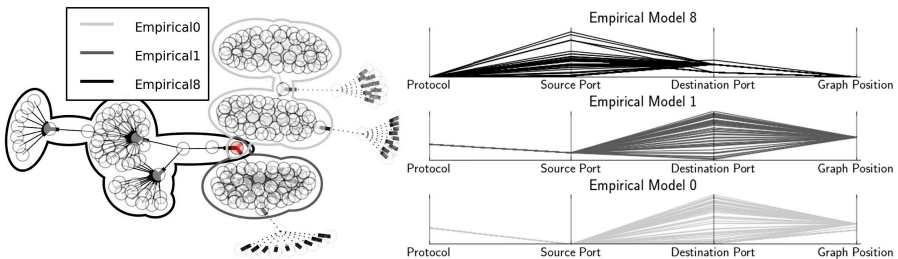 Empirical0
Empirical1
Empirical8
Empirical Model 8
Protocol Source Port Destination Port Graph Position
Empirical Model 1
Protocol Source Port Destination Port Graph Position
Empirical Model 0
Protocol Source Port Destination Port Graph Position